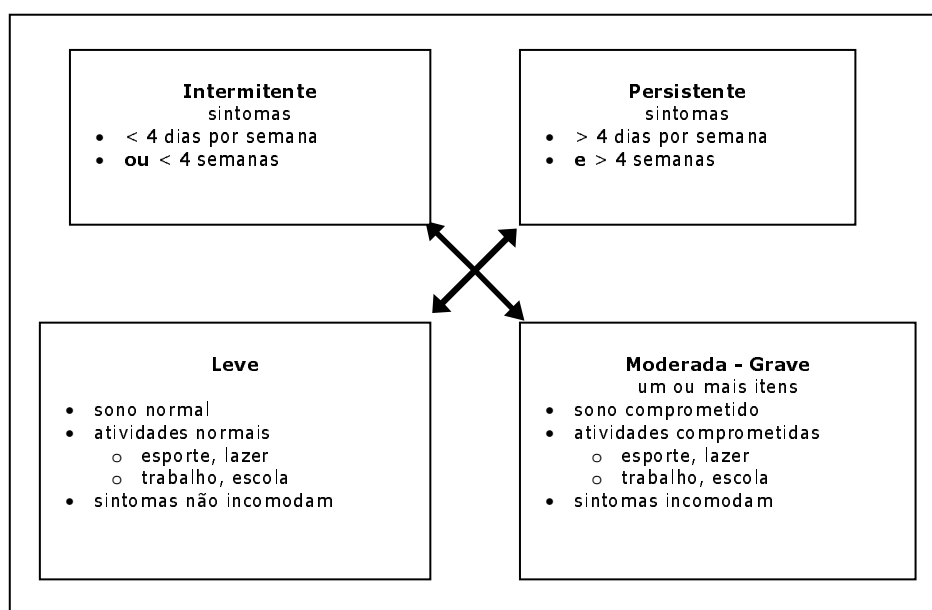 Intermitente
sintomas
• < 4 dias por semana
• ou < 4 semanas
Persistente
sintomas
• > 4 dias por semana
• e > 4 semanas
Leve
• sono normal
• atividades normais
o esporte, lazer
o trabalho, escola
• sintomas não incomodam
Moderada - Grave
um ou mais itens
• sono comprometido
• atividades comprometidas
o esporte, lazer
o trabalho, escola
• sintomas incomodam